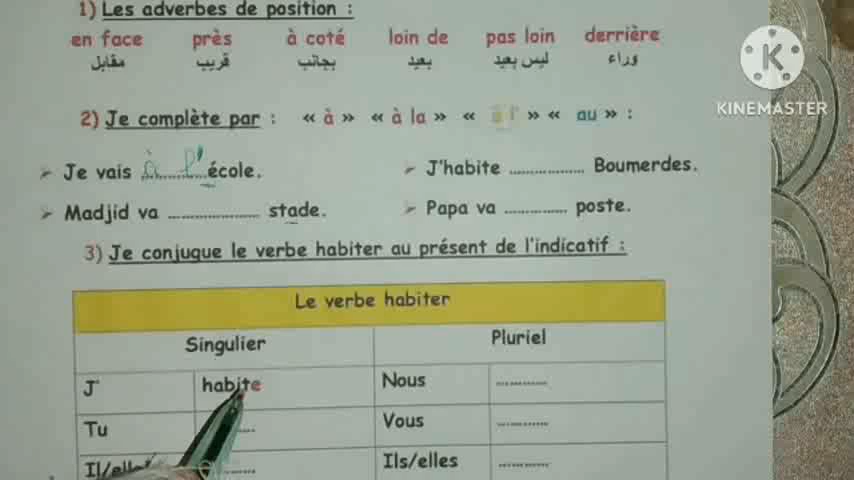 1) Les adverbes de position :
en face près à coté loin de pas loin derrière
مقابل قريب بجانب بعيد ليس بعيد وراء
KINEMASTER
2) Je complète par : « à » « à la » « à l' » « au » :
Je vais à l' école. J'habite ................ Boumerdes.
Madjid va ................ stade. Papa va ............. poste.
3) Je conjugue le verbe habiter au présent de l'indicatif :
Le verbe habiter
Singulier Pluriel
J' habite Nous ............
Tu ..... Vous
Il/elle Ils/elles ............